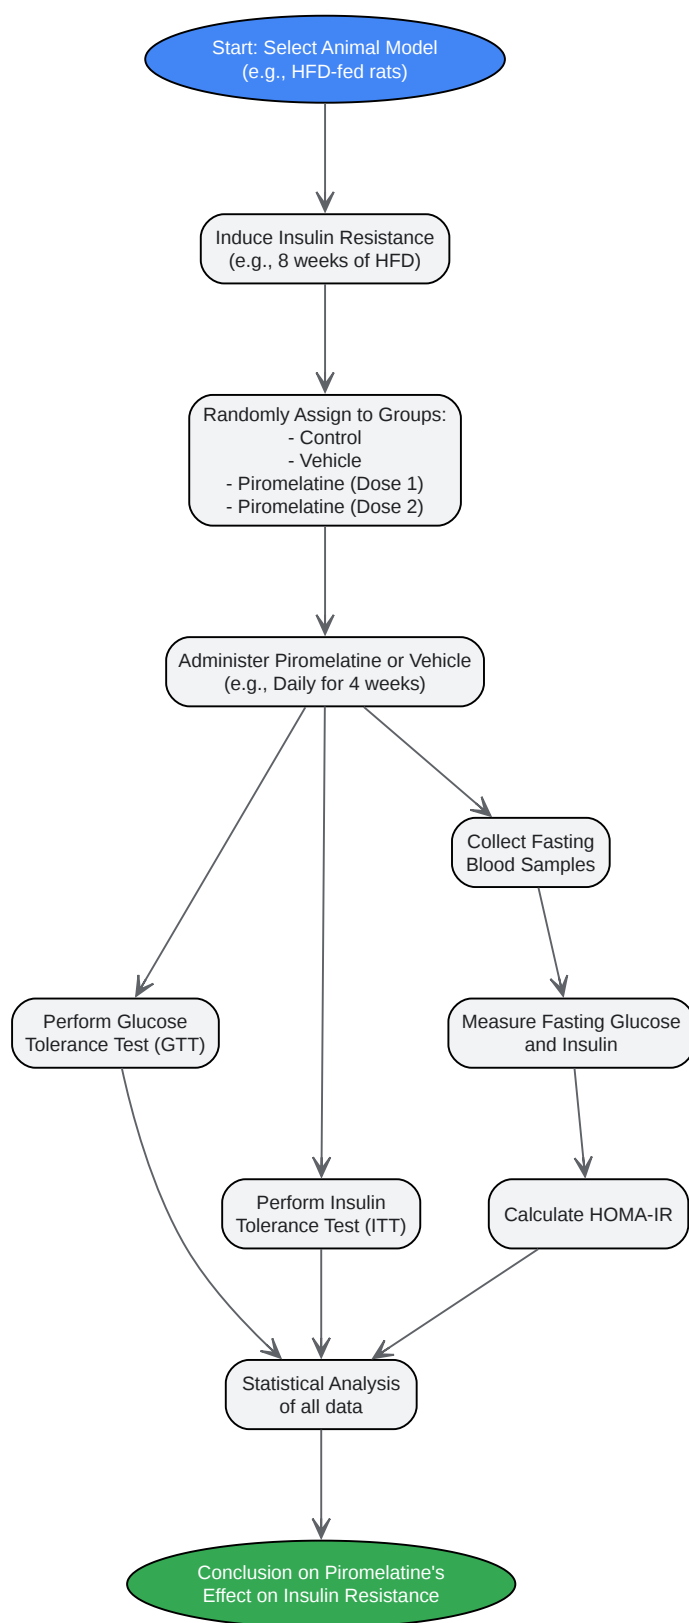 Start: Select Animal Model
(e.g., HFD-fed rats)
Induce Insulin Resistance
(e.g., 8 weeks of HFD)
Randomly Assign to Groups:
- Control
- Vehicle
- Piromelatine (Dose 1)
- Piromelatine (Dose 2)
Administer Piromelatine or Vehicle
(e.g., Daily for 4 weeks)
Collect Fasting
Blood Samples
Perform Glucose
Tolerance Test (GTT)
Measure Fasting Glucose
and Insulin
Perform Insulin
Tolerance Test (ITT)
Calculate HOMA-IR
Statistical Analysis
of all data
Conclusion on Piromelatine's
Effect on Insulin Resistance